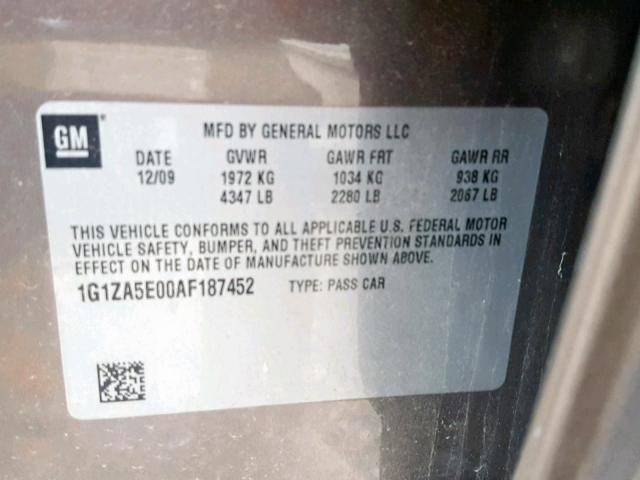 GM ® MFD BY GENERAL MOTORS LLC
DATE GVWR GAWR FRT GAWR RR
12/09 1972 KG 1034 KG 938 KG
4347 LB 2280 LB 2067 LB
THIS VEHICLE CONFORMS TO ALL APPLICABLE U.S. FEDERAL MOTOR
VEHICLE SAFETY, BUMPER, AND THEFT PREVENTION STANDARDS IN
EFFECT ON THE DATE OF MANUFACTURE SHOWN ABOVE.
1G1ZA5E00AF187452 TYPE: PASS CAR